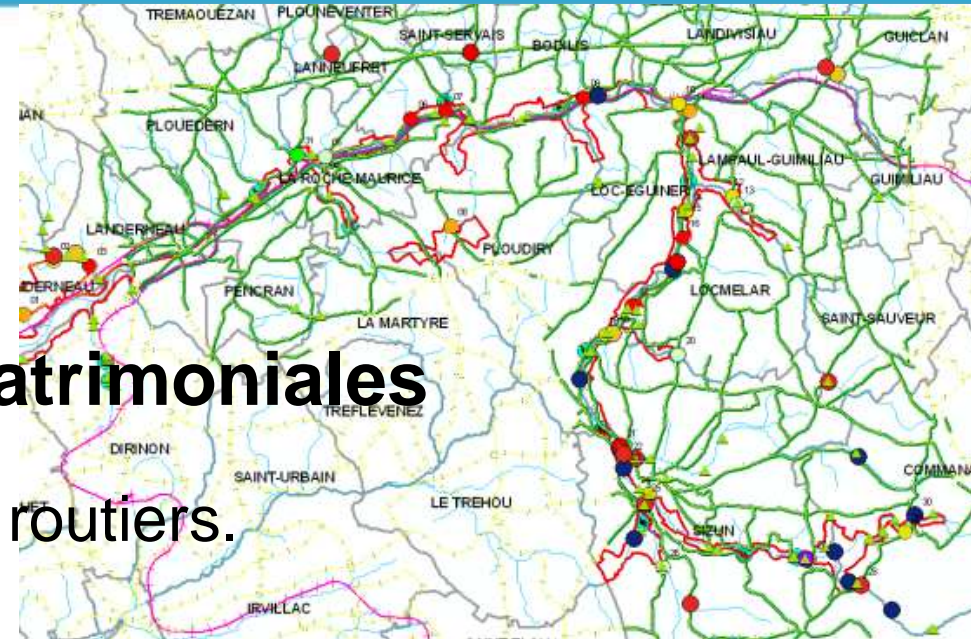 TREMAOUEZAN PLOUNEVENTER
SAINT-SERVAIS
BODILIS
LANDIVISIAU
GUICLAN
LANNEUFRET
PLOUEDERN
LAMPAUL-GUIMILIAU
GUIMILIAU
LA ROCHE-MAURICE
LOC-EGUINER
LANDERNEAU
PLOUDIRY
PENCRAN
LOCMELAR
LA MARTYRE
SAINT-SAUVEUR
atrimoniales
TREFLEVENEZ
DIRINON
SAINT-URBAIN
LE TREHOU
COMMANA
routiers.
SIZUN
IRVILLAC